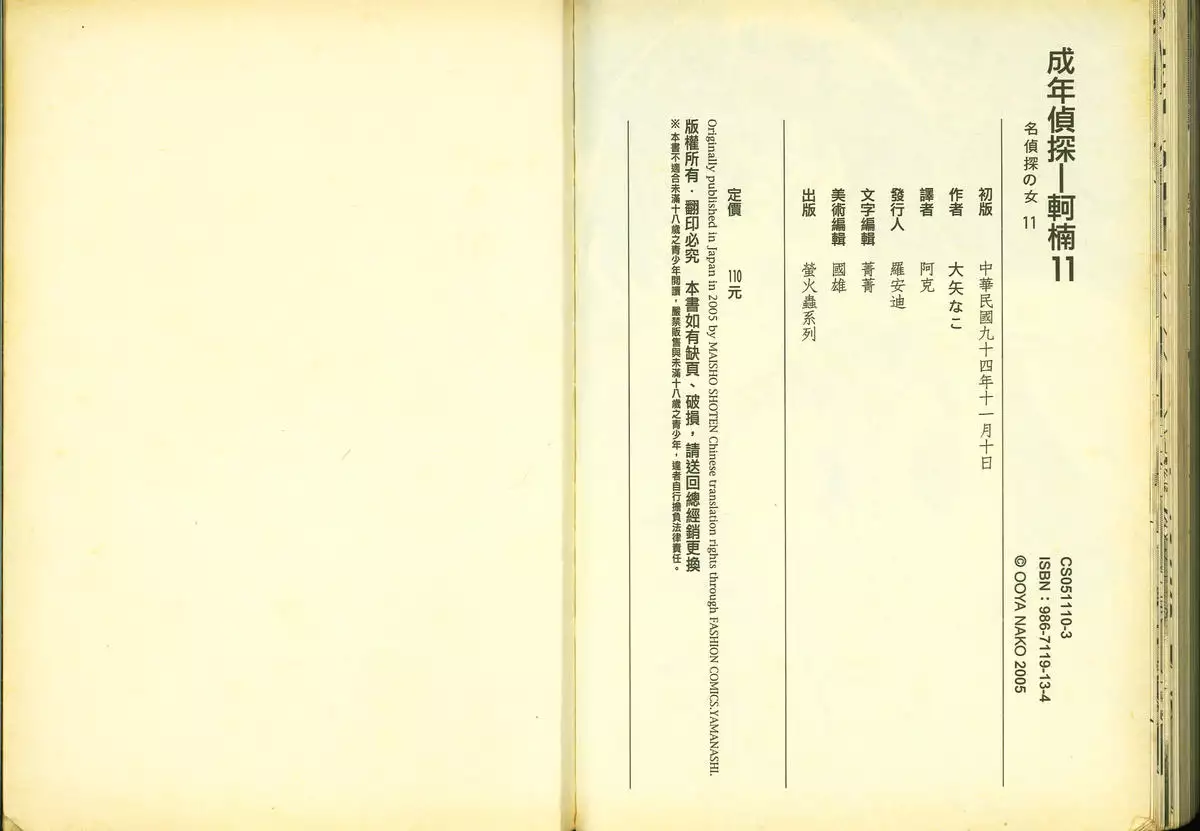 成年偵探—軻楠11
名偵探の女 11
CS051110-3
ISBN：986-7119-13-4
© OOYA NAKO 2005
初版 中華民國九十四年十一月十日
作者 大矢なこ
譯者 阿克
發行人 羅安迪
文字編輯 菁菁
美術編輯 國雄
出版 螢火蟲系列
定價 110元
Originally published in Japan in 2005 by MAISHO SHOTEN Chinese translation rights through FASHION COMICS.YAMANASHI.
版權所有．翻印必究 本書如有缺頁、破損，請送回總經銷更換
※本書不適合未滿十八歲之青少年閱讀，嚴禁販售與未滿十八歲之青少年，違者自行擔負法律責任。